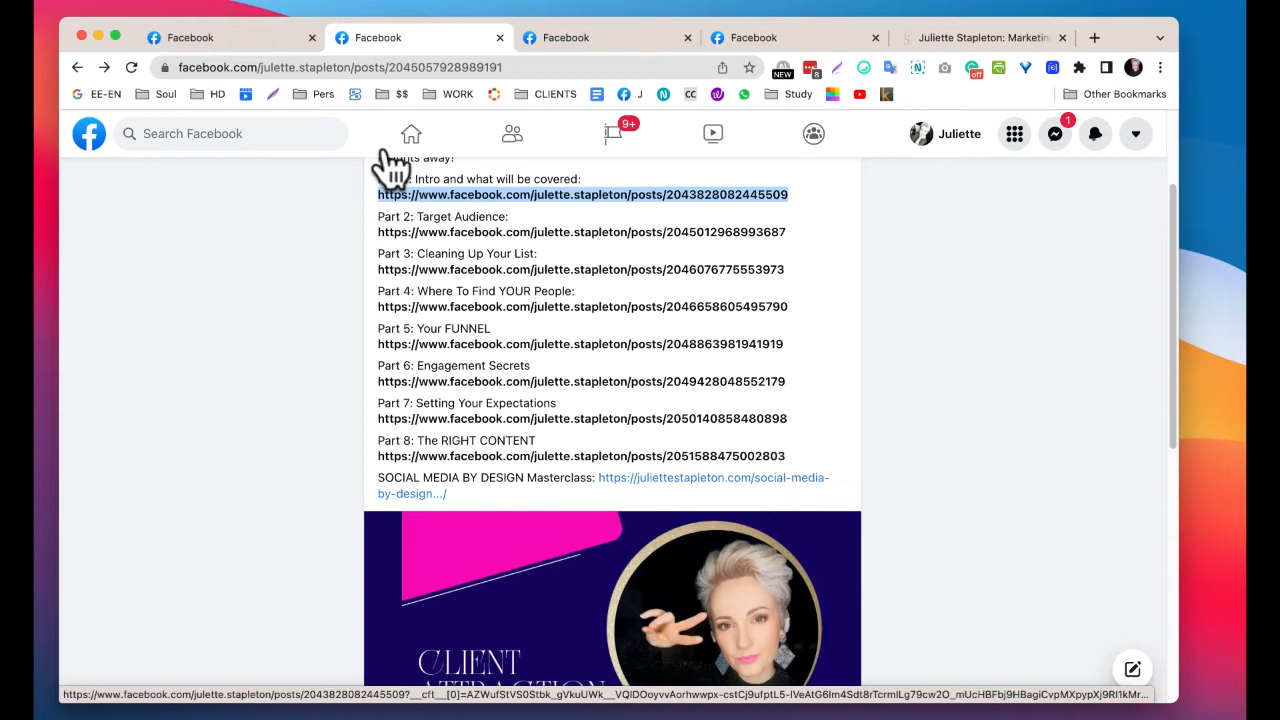 Facebook
Facebook
Facebook
Facebook
Juliette Stapleton: Marketin
facebook.com/julette.stapleton/posts/2045057928989191
NEW
8
off
EE-EN
Soul
HD
Pers
$$
WORK
CLIENTS
J
CC
Study
Other Bookmarks
Search Facebook
9+
Juliette
1
away!
Intro and what will be covered:
https://www.facebook.com/julette.stapleton/posts/2043828082445509
Part 2: Target Audience:
https://www.facebook.com/julette.stapleton/posts/2045012968993687
Part 3: Cleaning Up Your List:
https://www.facebook.com/julette.stapleton/posts/2046076775553973
Part 4: Where To Find YOUR People:
https://www.facebook.com/julette.stapleton/posts/2046658605495790
Part 5: Your FUNNEL
https://www.facebook.com/julette.stapleton/posts/2048863981941919
Part 6: Engagement Secrets
https://www.facebook.com/julette.stapleton/posts/2049428048552179
Part 7: Setting Your Expectations
https://www.facebook.com/julette.stapleton/posts/2050140858480898
Part 8: The RIGHT CONTENT
https://www.facebook.com/julette.stapleton/posts/2051588475002803
SOCIAL MEDIA BY DESIGN Masterclass: https://juliettestapleton.com/social-media-
by-design.../
CLIENT
ATTRACTION